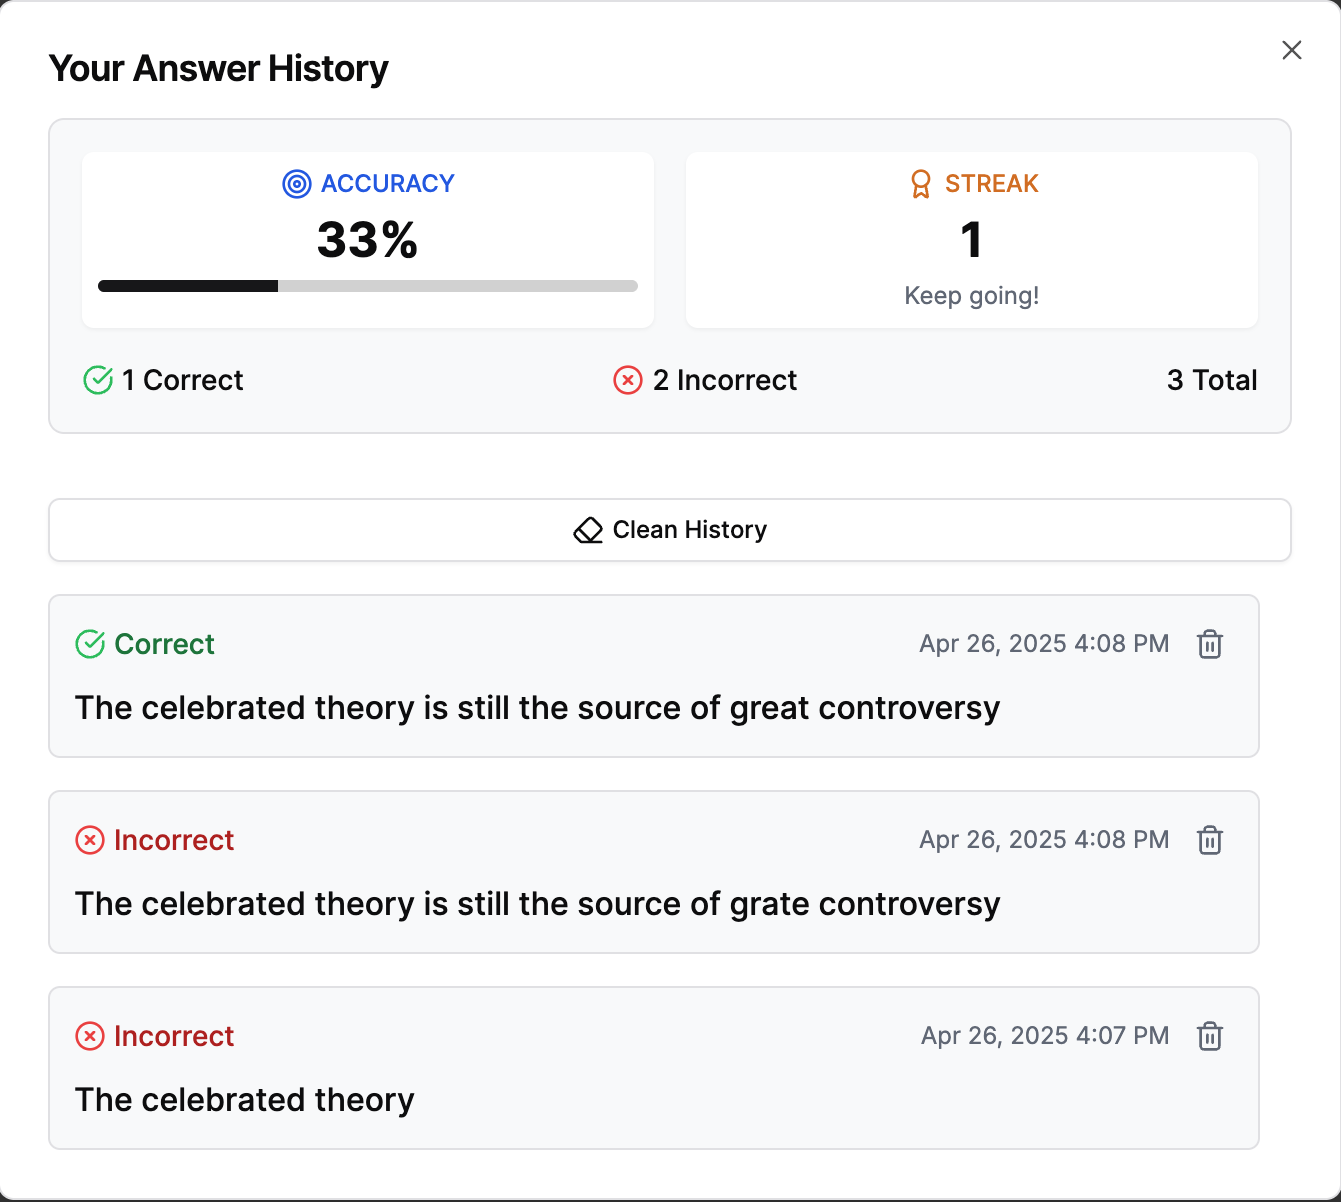 Your Answer History
ACCURACY
33%
STREAK
1
Keep going!
1 Correct
2 Incorrect
3 Total
Clean History
Correct
Apr 26, 2025 4:08 PM
The celebrated theory is still the source of great controversy
Incorrect
Apr 26, 2025 4:08 PM
The celebrated theory is still the source of grate controversy
Incorrect
Apr 26, 2025 4:07 PM
The celebrated theory